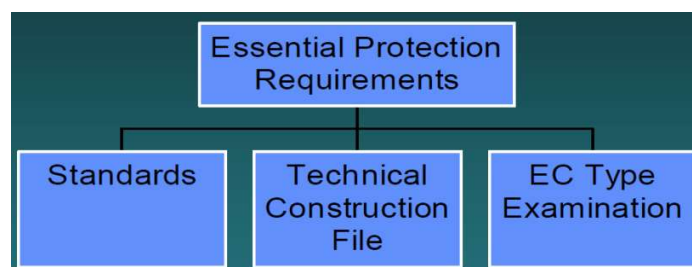 Essential Protection
Requirements
Standards
Technical
Construction
File
EC Type
Examination